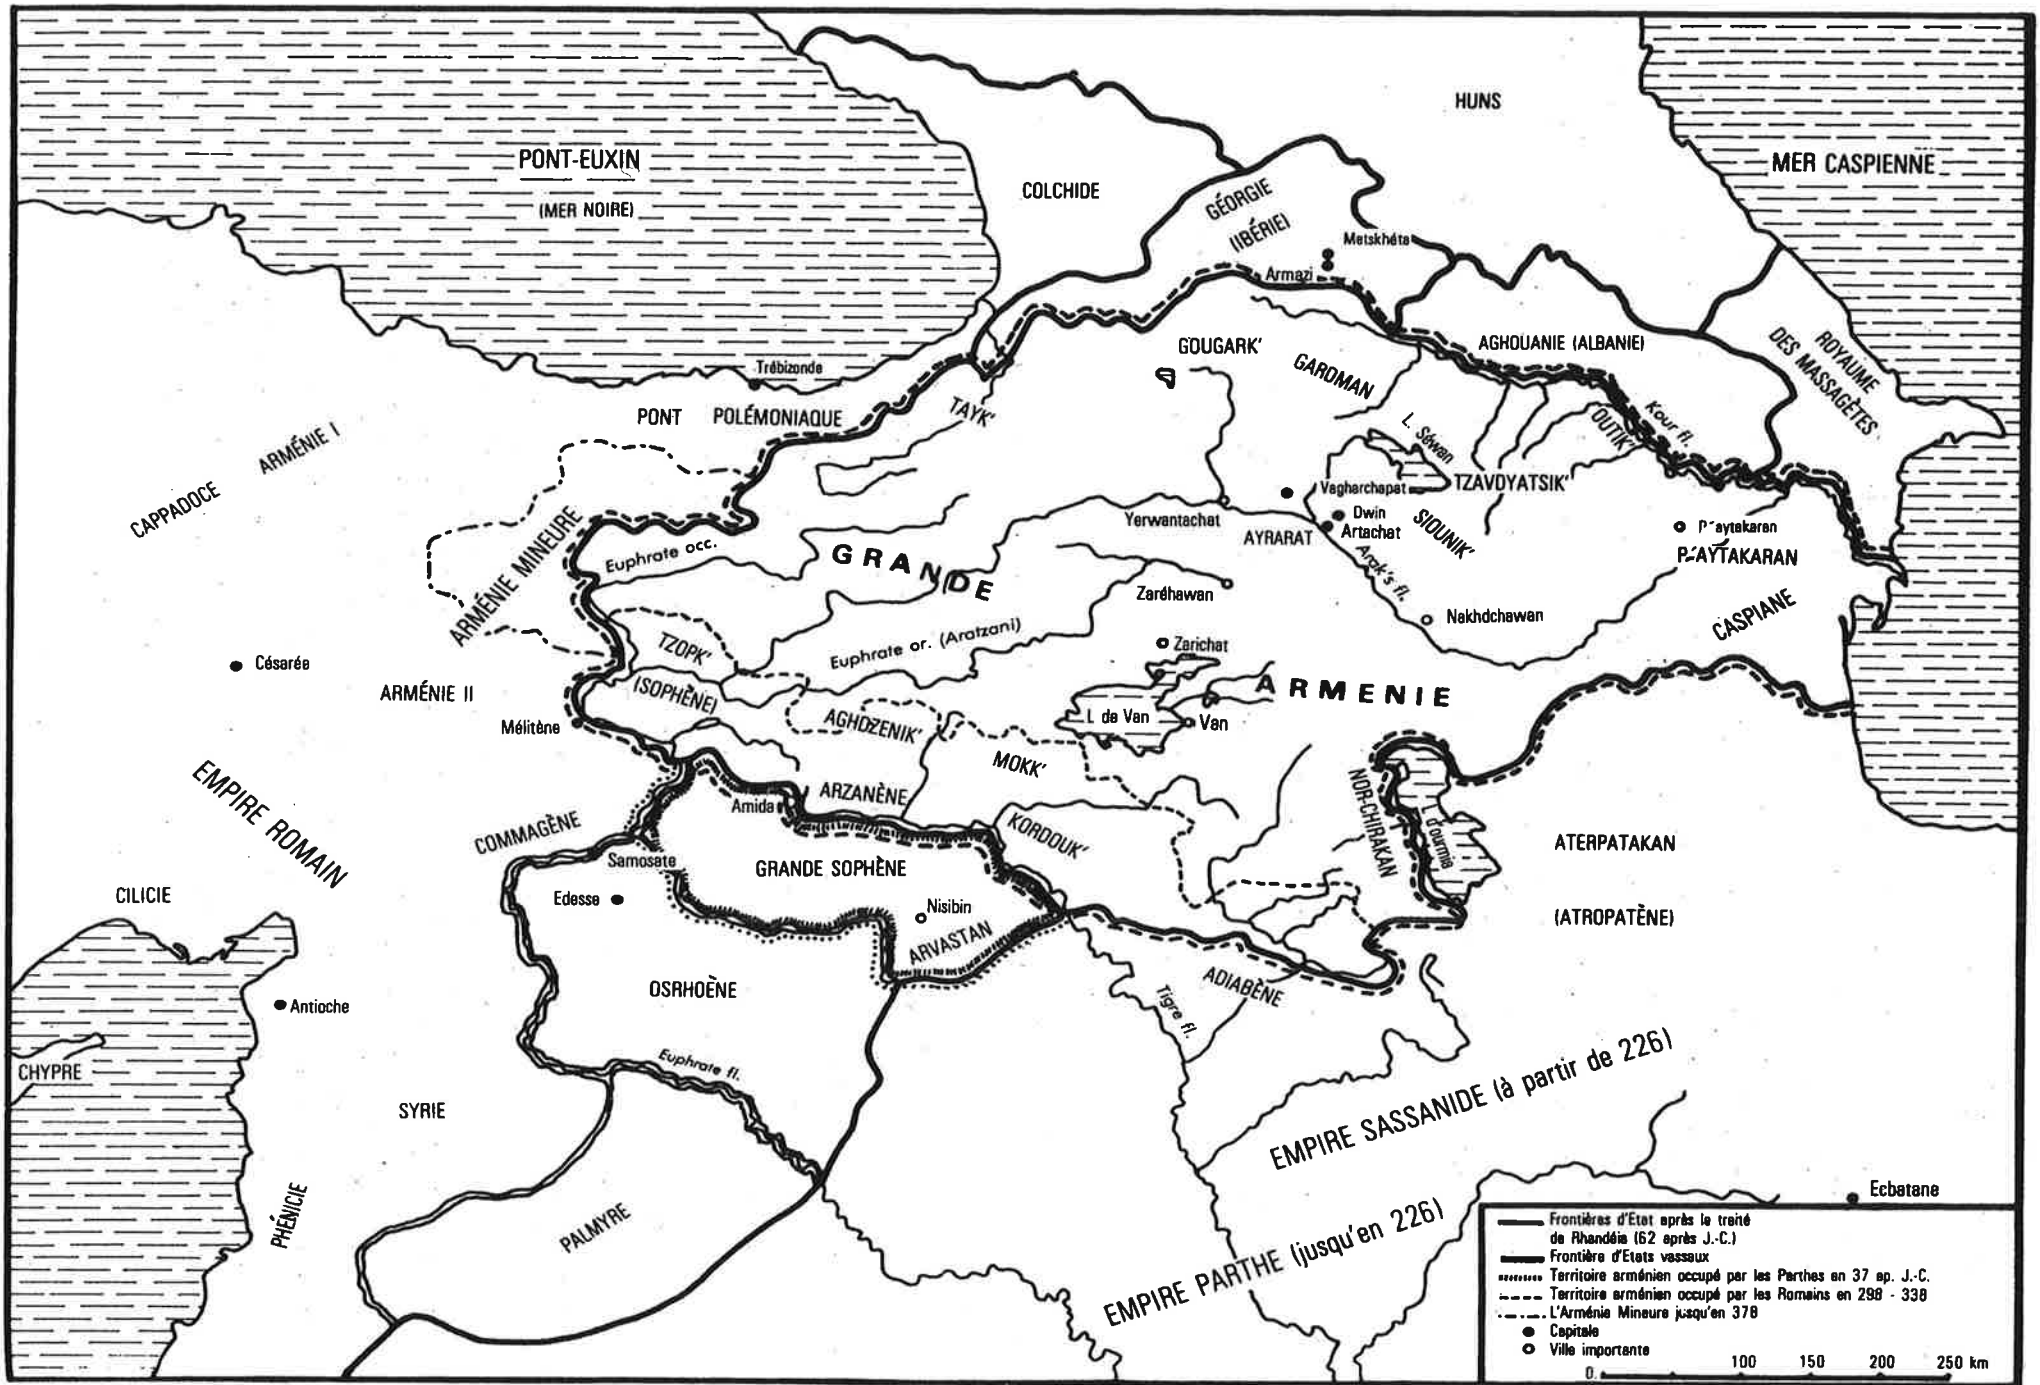 HUNS
PONT-EUXIN
(MER NOIRE)
MER CASPIENNE
COLCHIDE
GÉORGIE
(IBÉRIE)
Metskhéta
Armazi
GOUGARK'
GARDMAN
AGHOUANIE (ALBANIE)
ROYAUME
DES MASSAGÈTES
Trébizonde
PONT POLÉMONIAQUE
TAYK'
L. Séwan
OUTIK'
Kour fl.
CAPPADOCE
ARMÉNIE I
ARMÉNIE MINEURE
Euphrate occ.
GRANDE
Yerwantachat
Vagharchapat
TZAVDYATSIK'
Dwin
Artachat
AYRARAT
SIOUNIK'
P'aytakaran
P'AYTAKARAN
Arak's fl.
Zaréhawan
Nakhdchawan
CASPIANE
Césarée
ARMÉNIE II
TZOPK'
(SOPHÈNE)
Euphrate or. (Aratzani)
Zarichat
ARMENIE
Mélitène
AGHDZENIK'
L. de Van
Van
MOKK'
EMPIRE ROMAIN
COMMAGÈNE
Amida
ARZANÈNE
KORDOUK'
NOR-CHIRAKAN
L. d'ourmia
ATERPATAKAN
(ATROPATÈNE)
Samosate
GRANDE SOPHÈNE
CILICIE
Edesse
Nisibin
ARVASTAN
OSRHOÈNE
ADIABÈNE
Tigre fl.
Antioche
CHYPRE
Euphrate fl.
SYRIE
PHÉNICIE
PALMYRE
EMPIRE SASSANIDE (à partir de 226)
EMPIRE PARTHE (jusqu'en 226)
Ecbatane
Frontières d'Etat après le traité
de Rhandéia (62 après J.-C.)
Frontière d'Etats vassaux
Territoire arménien occupé par les Parthes en 37 ap. J.-C.
Territoire arménien occupé par les Romains en 298 - 338
L'Arménie Mineure jusqu'en 378
Capitale
Ville importante
0. 100 150 200 250 km